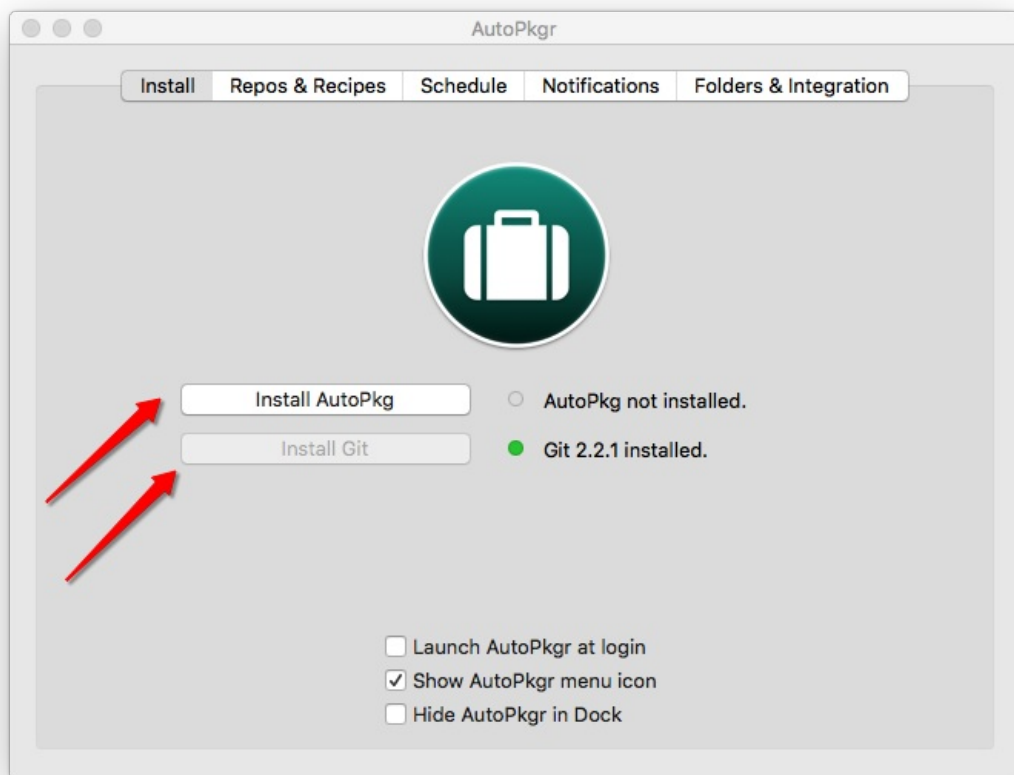 AutoPkgr
Install Repos & Recipes Schedule Notifications Folders & Integration
Install AutoPkg AutoPkg not installed.
Install Git Git 2.2.1 installed.
Launch AutoPkgr at login
Show AutoPkgr menu icon
Hide AutoPkgr in Dock